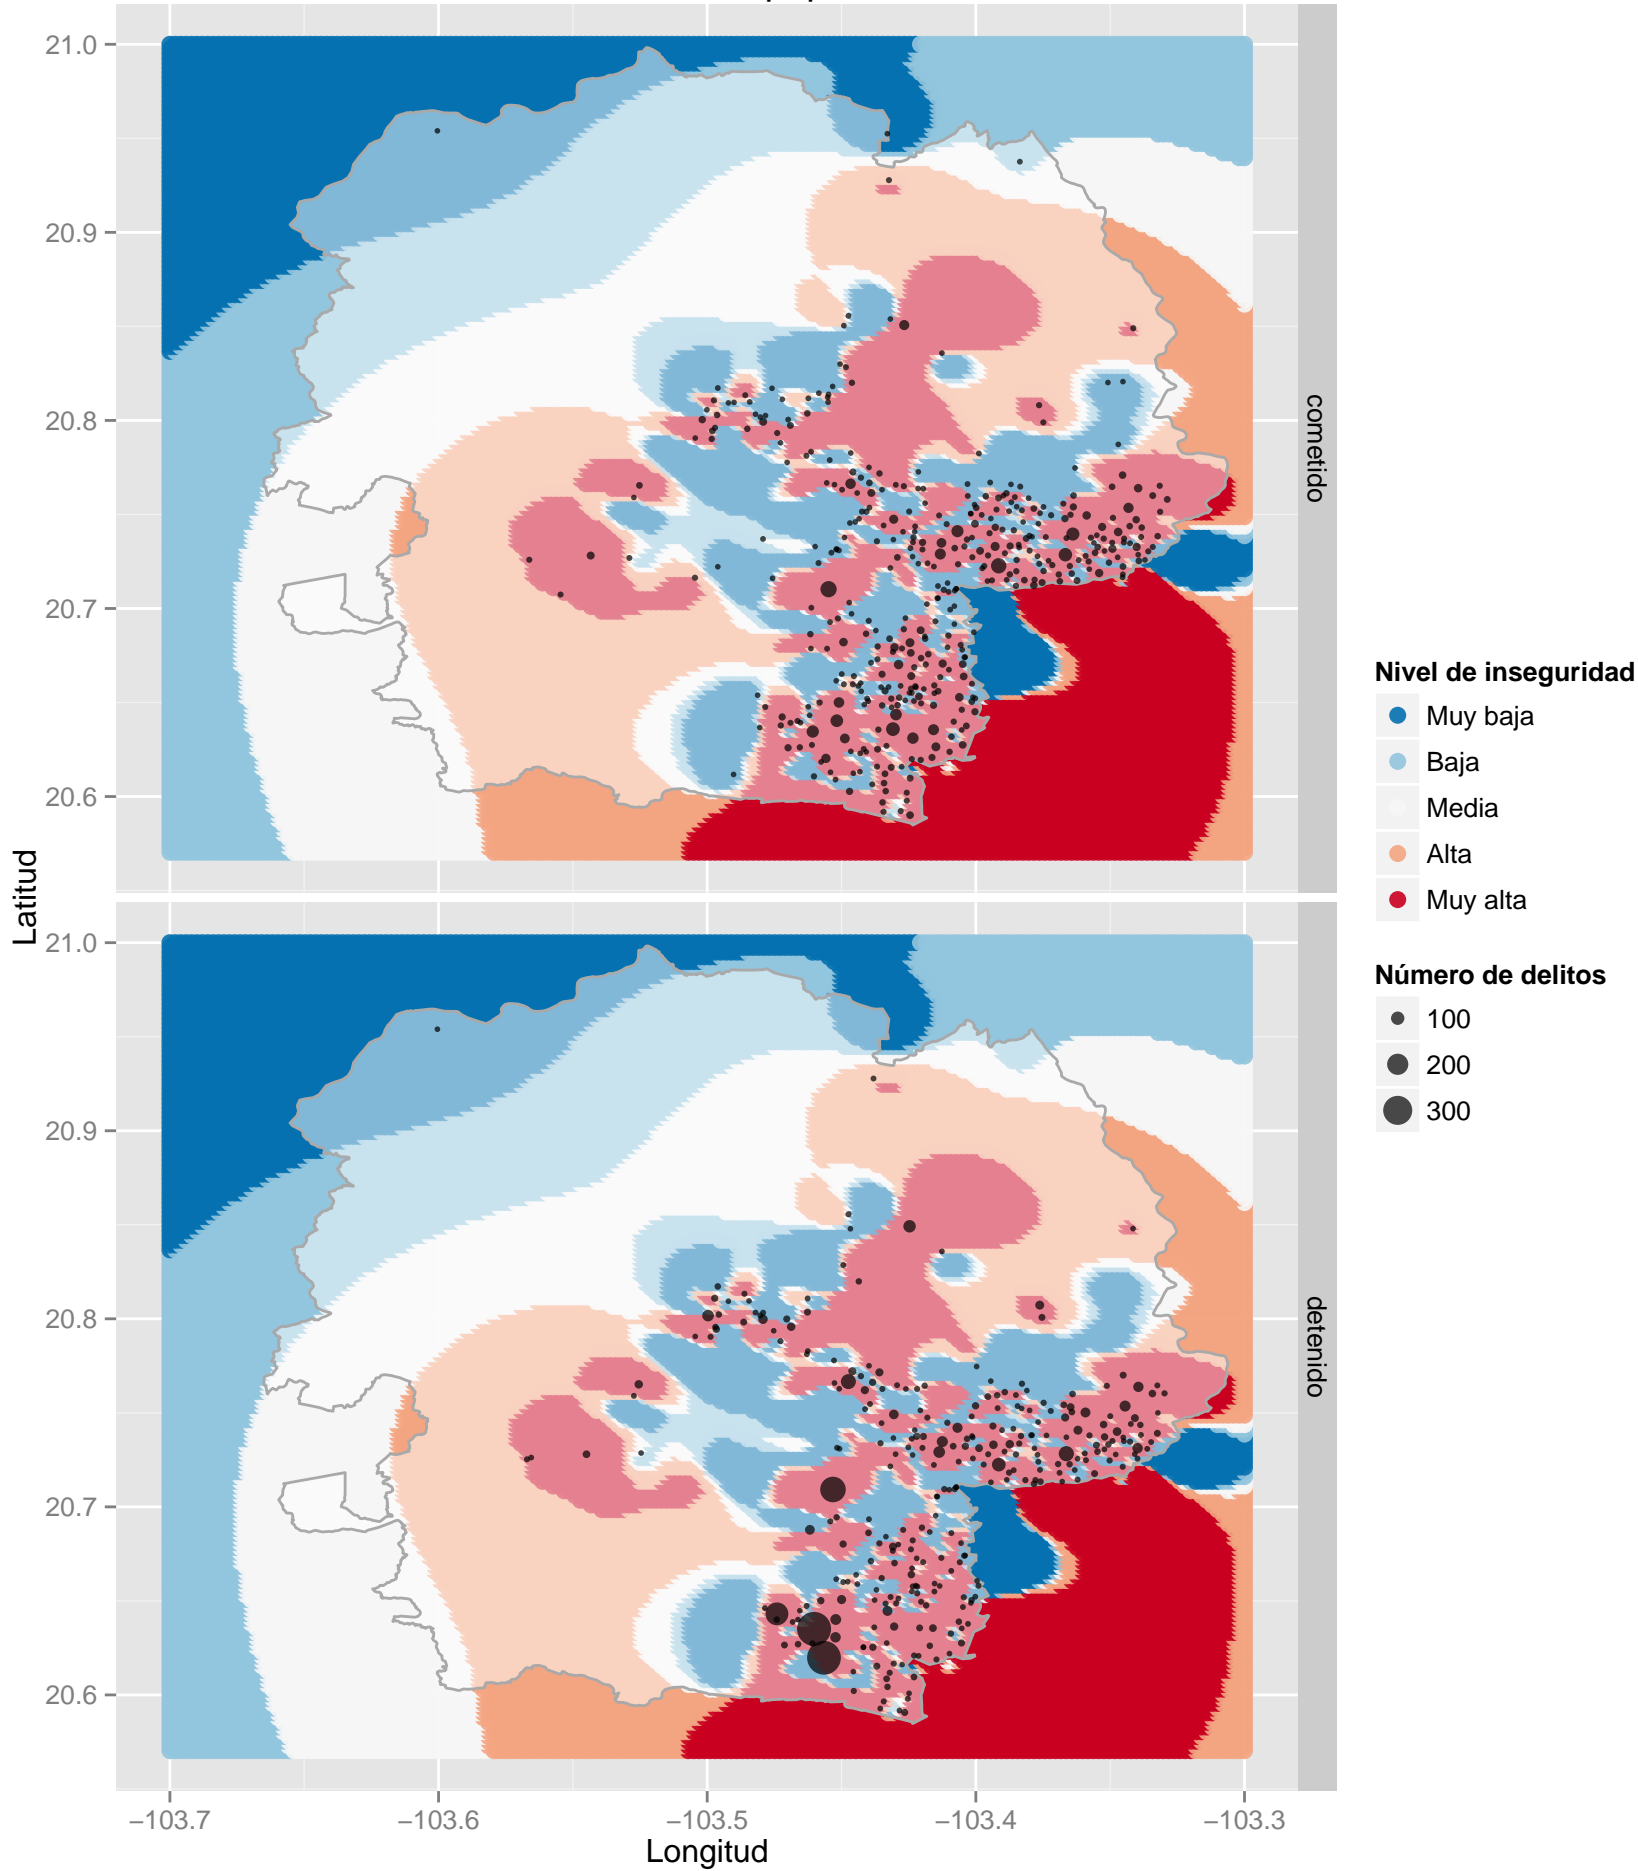 21.0
20.9
20.8
20.7
20.6
cometido
Latitud
21.0
20.9
20.8
20.7
20.6
detenido
−103.7
−103.6
−103.5
−103.4
−103.3
Longitud
Nivel de inseguridad
Muy baja
Baja
Media
Alta
Muy alta
Número de delitos
100
200
300